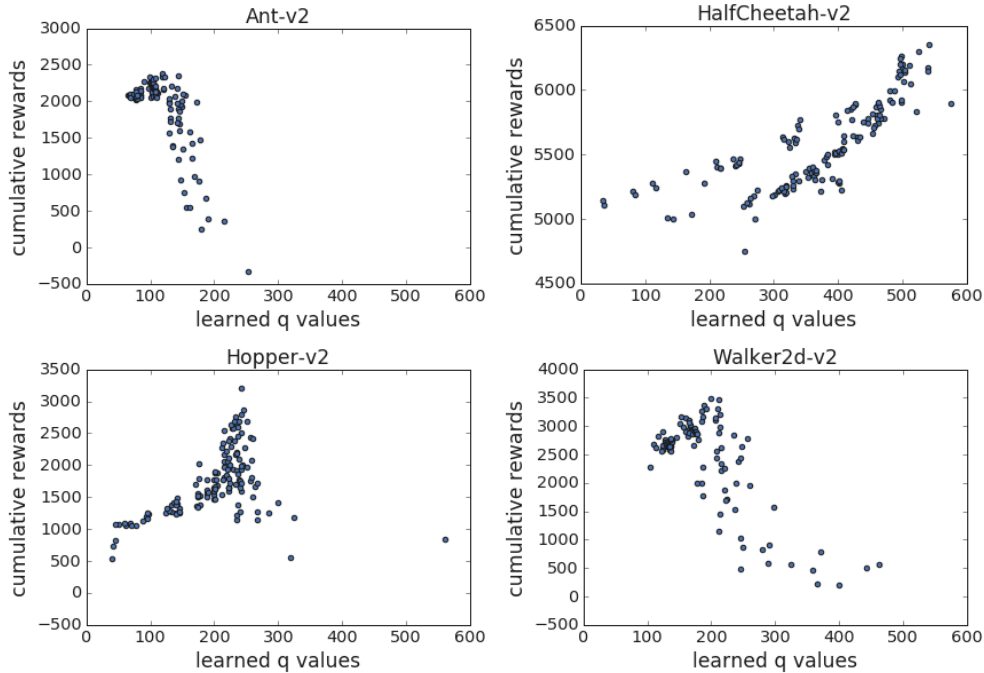 Ant-v2
3000
2500
2000
1500
1000
500
0
−500
0 100 200 300 400 500 600
cumulative rewards
learned q values
HalfCheetah-v2
6500
6000
5500
5000
4500
0 100 200 300 400 500 600
cumulative rewards
learned q values
Hopper-v2
3500
3000
2500
2000
1500
1000
500
0
−500
0 100 200 300 400 500 600
cumulative rewards
learned q values
Walker2d-v2
4000
3500
3000
2500
2000
1500
1000
500
0
−500
0 100 200 300 400 500 600
cumulative rewards
learned q values